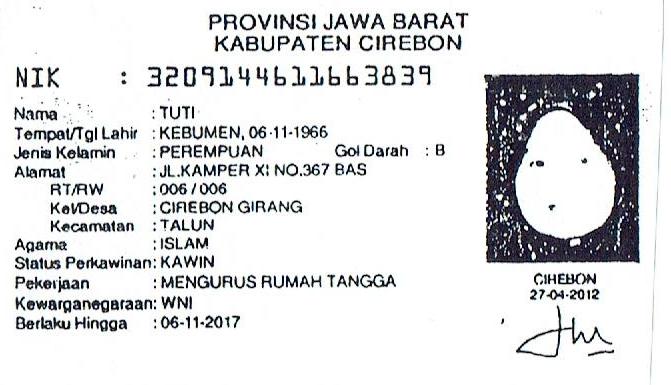 PROVINSI JAWA BARAT
KABUPATEN CIREBON
NIK : 3209144611663839
Nama : TUTI
Tempat/Tgl Lahir : KEBUMEN, 06-11-1966
Jenis Kelamin : PEREMPUAN Gol Darah : B
Alamat : JL.KAMPER XI NO.367 BAS
RT/RW : 006 / 006
Kel/Desa : CIREBON GIRANG
Kecamatan : TALUN
Agama : ISLAM
Status Perkawinan: KAWIN
Pekerjaan : MENGURUS RUMAH TANGGA
Kewarganegaraan: WNI
Berlaku Hingga : 06-11-2017
CIREBON
27-04-2012